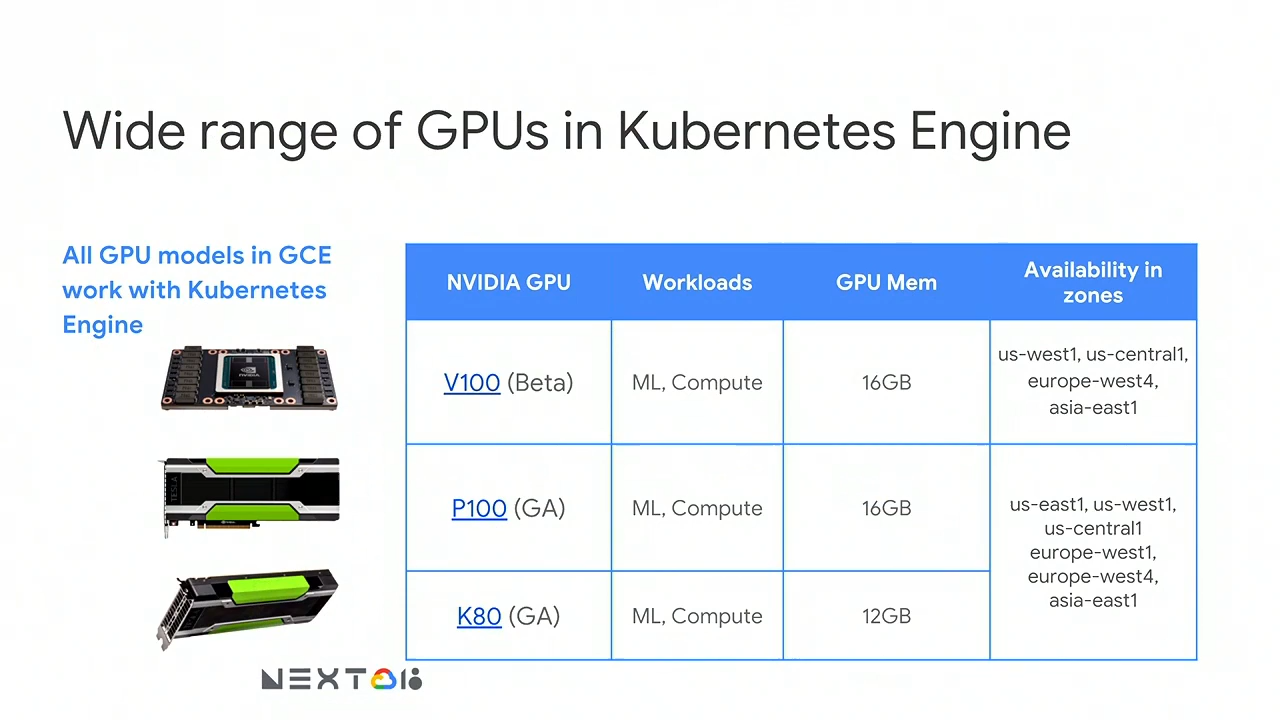 Wide range of GPUs in Kubernetes Engine
All GPU models in GCE
work with Kubernetes
Engine
NVIDIA GPU
Workloads
GPU Mem
Availability in
zones
V100 (Beta)
ML, Compute
16GB
us-west1, us-central1,
europe-west4,
asia-east1
P100 (GA)
ML, Compute
16GB
us-east1, us-west1,
us-central1
europe-west1,
europe-west4,
asia-east1
K80 (GA)
ML, Compute
12GB
NVIDIA
TESLA
NEXT 18